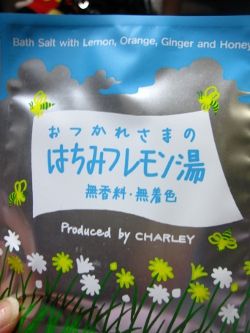 Bath Salt with Lemon, Orange, Ginger and Honey
おつかれさまの
はちみつレモン湯
無香料・無着色
Produced by CHARLEY